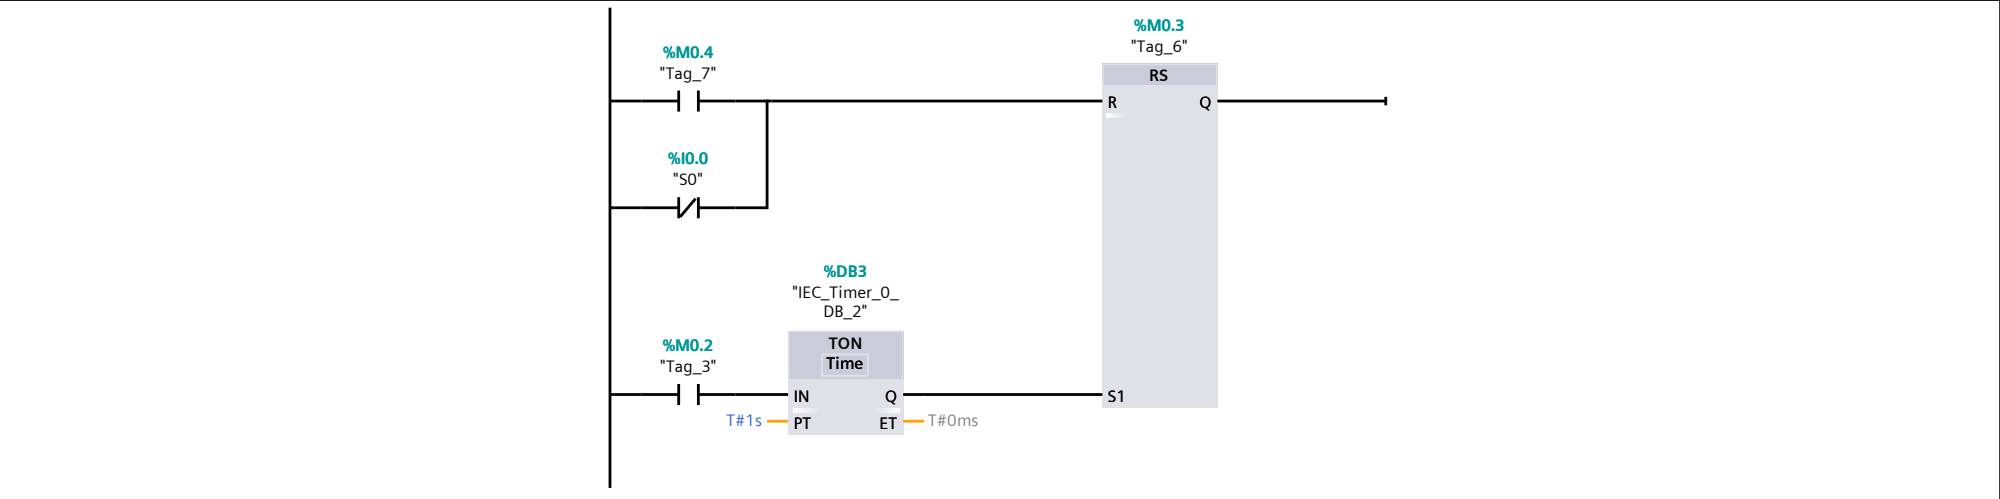 %M0.3
"Tag_6"
%M0.4
"Tag_7"
RS
R Q
%I0.0
"S0"
%DB3
"IEC_Timer_0_
DB_2"
%M0.2
"Tag_3"
TON
Time
IN Q
S1
T#1s PT ET T#0ms